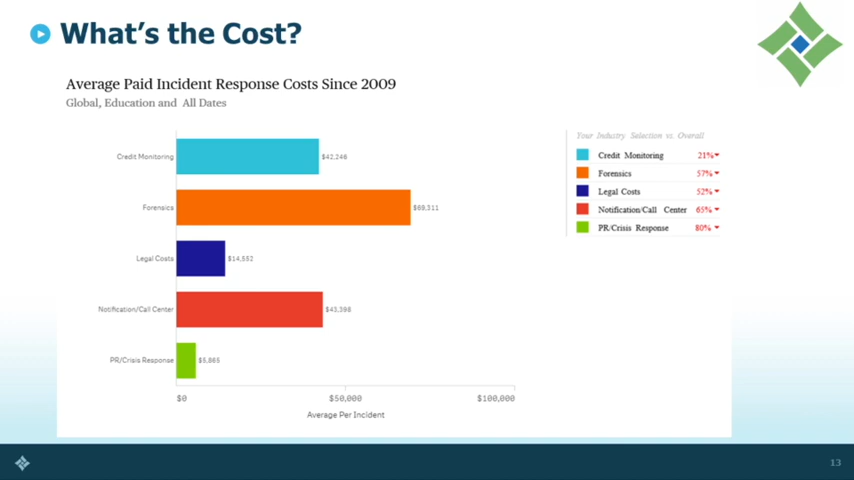 What's the Cost?
Average Paid Incident Response Costs Since 2009
Global, Education and All Dates
Your Industry Selection vs. Overall
Credit Monitoring 21%
Forensics 57%
Legal Costs 52%
Notification/Call Center 65%
PR/Crisis Response 80%
Credit Monitoring $42,246
Forensics $69,311
Legal Costs $14,552
Notification/Call Center $43,398
PR/Crisis Response $5,865
$0 $50,000 $100,000
Average Per Incident
13